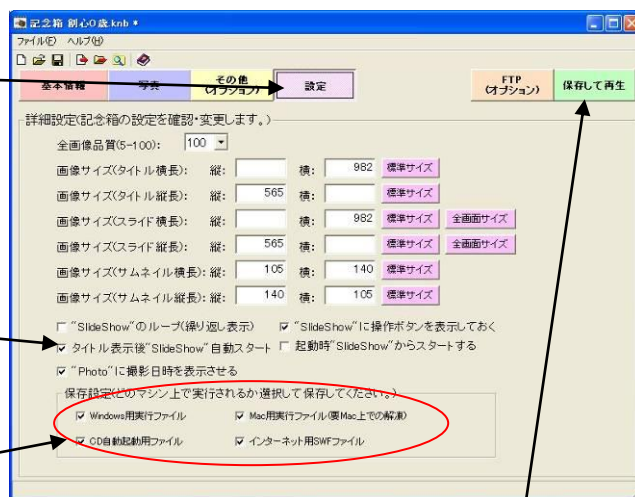 記念箱 剣心0歳.knb *
ファイル(F) ヘルプ(H)
基本情報 写真 その他(オプション) 設定 FTP(オプション) 保存して再生
詳細設定(記念箱の設定を確認・変更します。)
全画像品質(5-100): 100
画像サイズ(タイトル横長): 縦: 横: 982 標準サイズ
画像サイズ(タイトル縦長): 縦: 565 横: 標準サイズ
画像サイズ(スライド横長): 縦: 横: 982 標準サイズ 全画面サイズ
画像サイズ(スライド縦長): 縦: 565 横: 標準サイズ 全画面サイズ
画像サイズ(サムネイル横長): 縦: 105 横: 140 標準サイズ
画像サイズ(サムネイル縦長): 縦: 140 横: 105 標準サイズ
"SlideShow"のループ(繰り返し表示) "SlideShow"に操作ボタンを表示しておく
タイトル表示後"SlideShow"自動スタート 起動時"SlideShow"からスタートする
"Photo"に撮影日時を表示させる
保存設定(どのマシン上で実行されるか選択して保存してください。)
Windows用実行ファイル Mac用実行ファイル(要Mac上での解凍)
CD自動起動用ファイル インターネット用SWFファイル